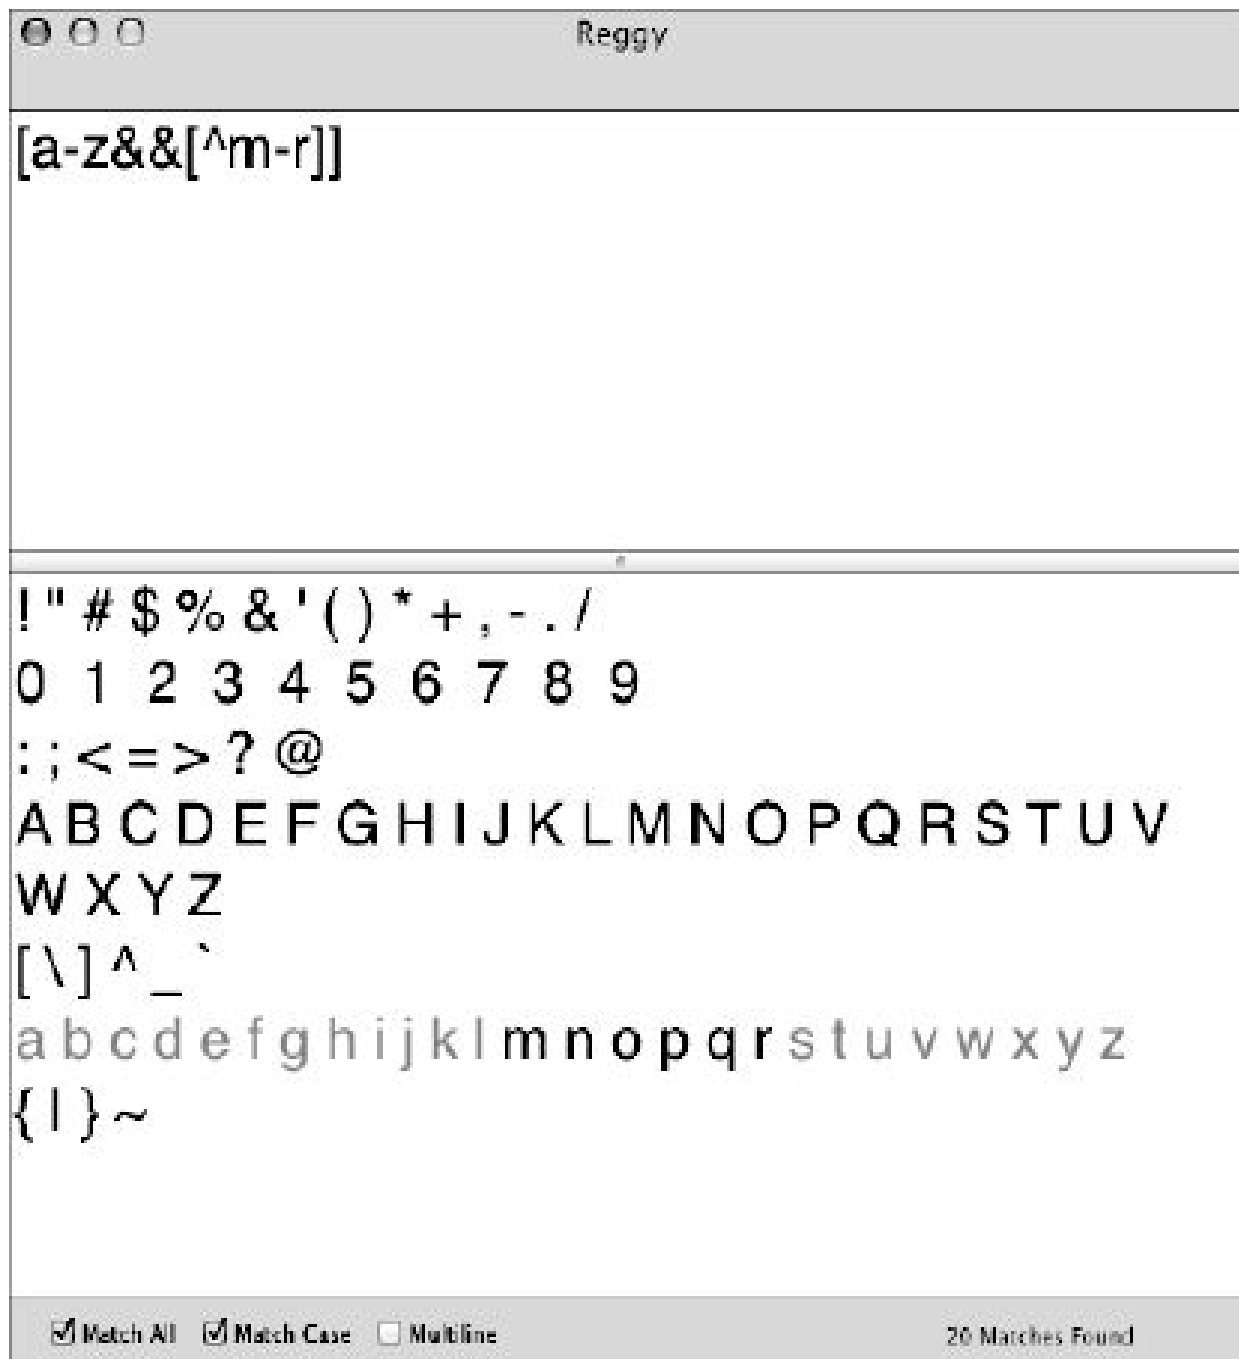 Reggy
[a-z&&[^m-r]]
! " # $ % & ' ( ) * + , - . /
0 1 2 3 4 5 6 7 8 9
: ; < = > ? @
A B C D E F G H I J K L M N O P Q R S T U V
W X Y Z
[ \ ] ^ _ `
a b c d e f g h i j k l m n o p q r s t u v w x y z
{ | } ~
Match All Match Case Multiline 20 Matches Found